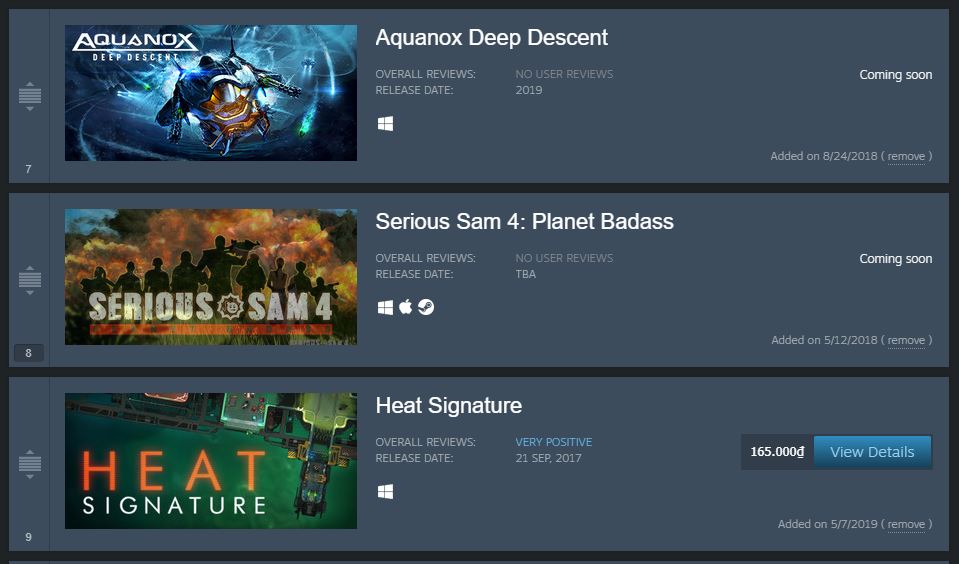 AQUANOX
DEEP DESCENT
Aquanox Deep Descent
OVERALL REVIEWS: NO USER REVIEWS
RELEASE DATE: 2019
Coming soon
Added on 8/24/2018 ( remove )
7
SERIOUS SAM 4
Serious Sam 4: Planet Badass
OVERALL REVIEWS: NO USER REVIEWS
RELEASE DATE: TBA
Coming soon
Added on 5/12/2018 ( remove )
8
HEAT
SIGNATURE
Heat Signature
OVERALL REVIEWS: VERY POSITIVE
RELEASE DATE: 21 SEP, 2017
165.000₫ View Details
Added on 5/7/2019 ( remove )
9